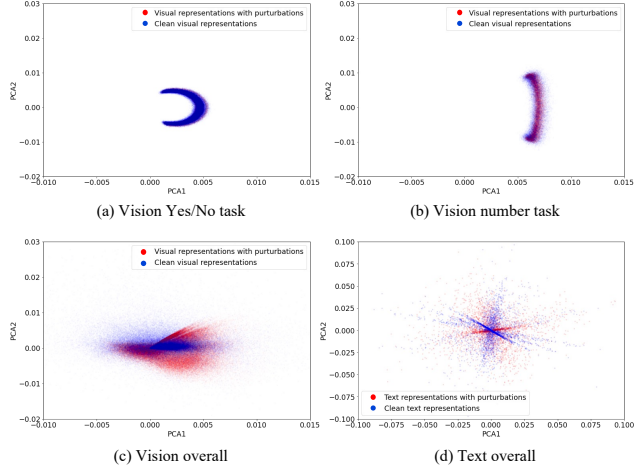 0.03
Visual representations with purturbations
Clean visual representations
0.02
0.01
PCA2
0.00
−0.01
−0.02
−0.010
−0.005
0.000
0.005
0.010
0.015
PCA1
(a) Vision Yes/No task
0.03
Visual representations with purturbations
Clean visual representations
0.02
0.01
PCA2
0.00
−0.01
−0.02
−0.010
−0.005
0.000
0.005
0.010
0.015
PCA1
(b) Vision number task
0.03
Visual representations with purturbations
Clean visual representations
0.02
0.01
PCA2
0.00
−0.01
−0.02
−0.010
−0.005
0.000
0.005
0.010
0.015
PCA1
(c) Vision overall
0.100
0.075
0.050
0.025
PCA2
0.000
−0.025
−0.050
−0.075
Text representations with purturbations
Clean text representations
−0.100
−0.100
−0.075
−0.050
−0.025
0.000
0.025
0.050
0.075
0.100
PCA1
(d) Text overall